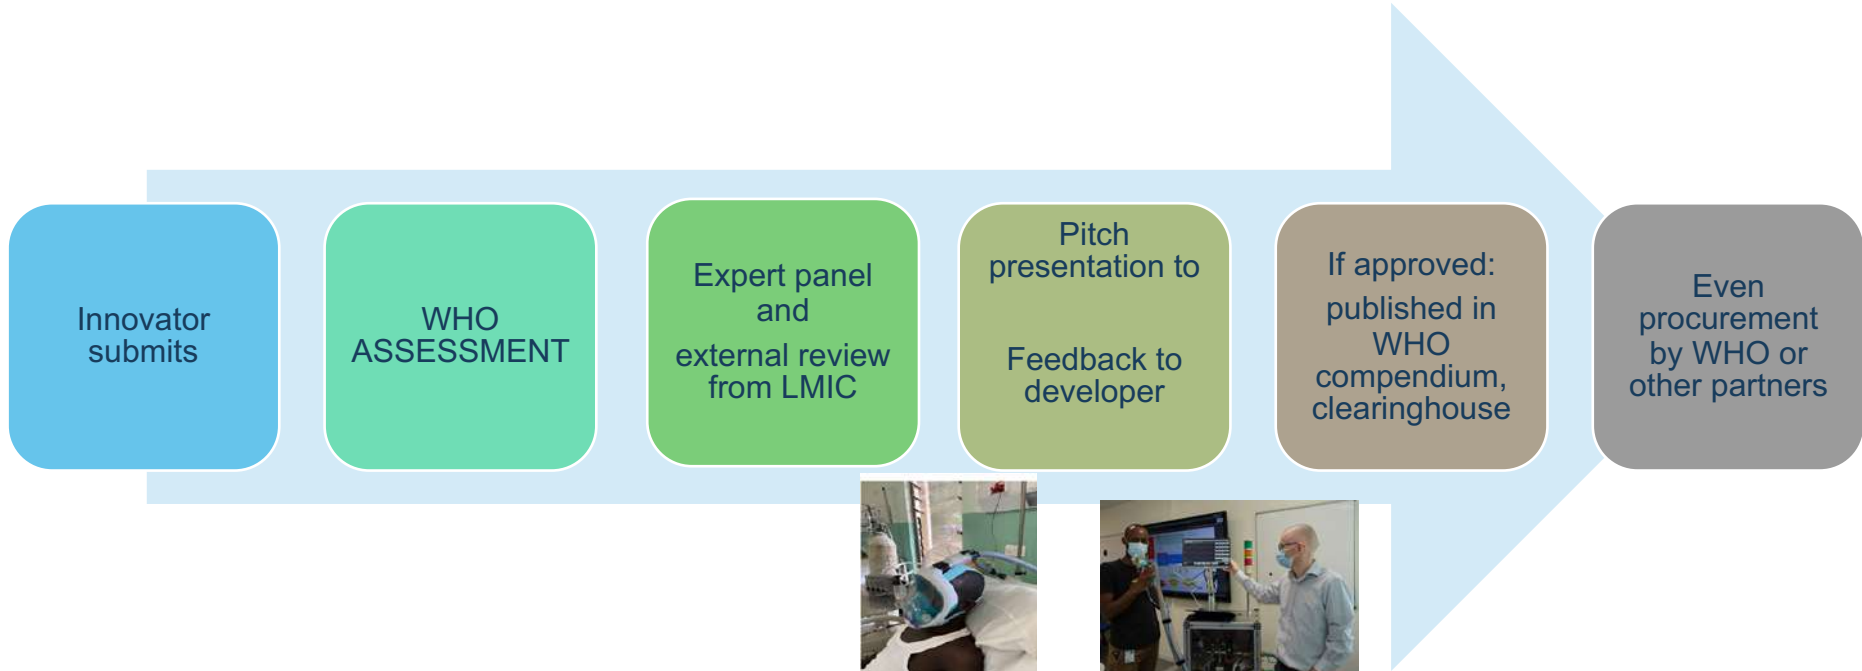 Innovator
submits
WHO
ASSESSMENT
Expert panel
and
external review
from LMIC
Pitch
presentation to
Feedback to
developer
If approved:
published in
WHO
compendium,
clearinghouse
Even
procurement
by WHO or
other partners